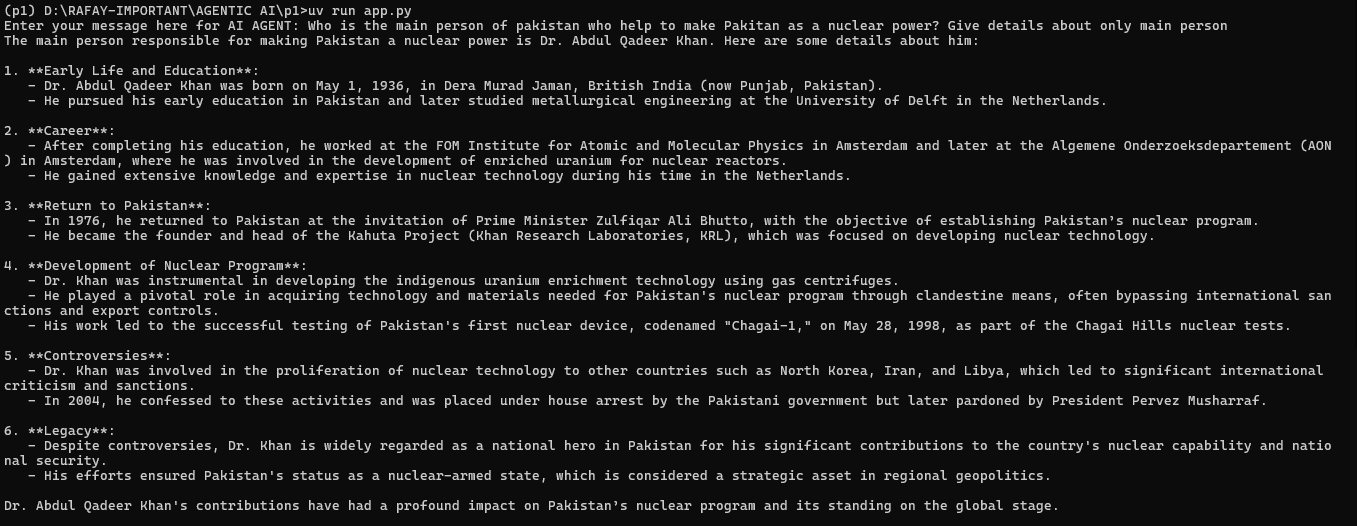 (p1) D:\RAFAY-IMPORTANT\AGENTIC AI\p1>uv run app.py
Enter your message here for AI AGENT: Who is the main person of pakistan who help to make Pakitan as a nuclear power? Give details about only main person
The main person responsible for making Pakistan a nuclear power is Dr. Abdul Qadeer Khan. Here are some details about him:

1. **Early Life and Education**:
   - Dr. Abdul Qadeer Khan was born on May 1, 1936, in Dera Murad Jaman, British India (now Punjab, Pakistan).
   - He pursued his early education in Pakistan and later studied metallurgical engineering at the University of Delft in the Netherlands.

2. **Career**:
   - After completing his education, he worked at the FOM Institute for Atomic and Molecular Physics in Amsterdam and later at the Algemene Onderzoeksdepartement (AON
) in Amsterdam, where he was involved in the development of enriched uranium for nuclear reactors.
   - He gained extensive knowledge and expertise in nuclear technology during his time in the Netherlands.

3. **Return to Pakistan**:
   - In 1976, he returned to Pakistan at the invitation of Prime Minister Zulfiqar Ali Bhutto, with the objective of establishing Pakistan's nuclear program.
   - He became the founder and head of the Kahuta Project (Khan Research Laboratories, KRL), which was focused on developing nuclear technology.

4. **Development of Nuclear Program**:
   - Dr. Khan was instrumental in developing the indigenous uranium enrichment technology using gas centrifuges.
   - He played a pivotal role in acquiring technology and materials needed for Pakistan's nuclear program through clandestine means, often bypassing international san
ctions and export controls.
   - His work led to the successful testing of Pakistan's first nuclear device, codenamed "Chagai-1," on May 28, 1998, as part of the Chagai Hills nuclear tests.

5. **Controversies**:
   - Dr. Khan was involved in the proliferation of nuclear technology to other countries such as North Korea, Iran, and Libya, which led to significant international
criticism and sanctions.
   - In 2004, he confessed to these activities and was placed under house arrest by the Pakistani government but later pardoned by President Pervez Musharraf.

6. **Legacy**:
   - Despite controversies, Dr. Khan is widely regarded as a national hero in Pakistan for his significant contributions to the country's nuclear capability and natio
nal security.
   - His efforts ensured Pakistan's status as a nuclear-armed state, which is considered a strategic asset in regional geopolitics.

Dr. Abdul Qadeer Khan's contributions have had a profound impact on Pakistan's nuclear program and its standing on the global stage.